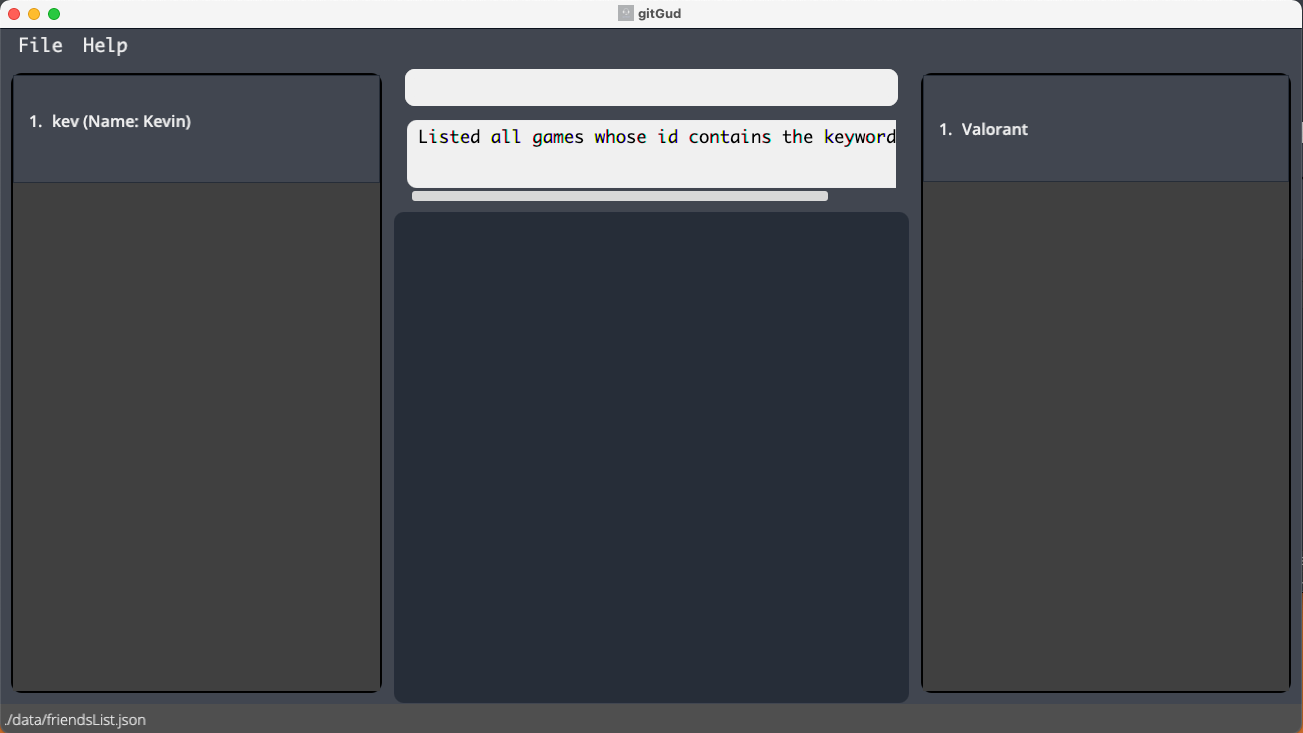 gitGud
File Help
1. kev (Name: Kevin)
Listed all games whose id contains the keyword
1. Valorant
./data/friendsList.json